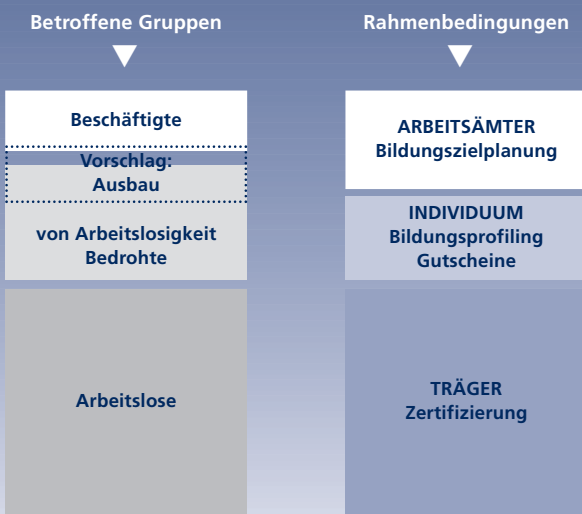 Betroffene Gruppen
Beschäftigte
Vorschlag:
Ausbau
von Arbeitslosigkeit
Bedrohte
Arbeitslose
Rahmenbedingungen
ARBEITSÄMTER
Bildungszielplanung
INDIVIDUUM
Bildungsprofiling
Gutscheine
TRÄGER
Zertifizierung